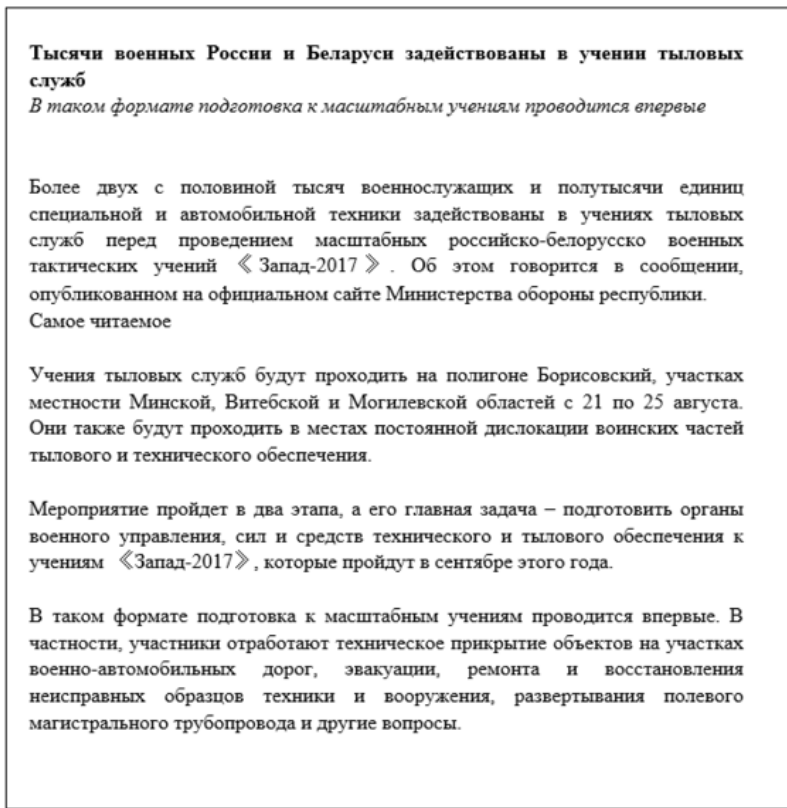 Тысячи военных России и Беларуси задействованы в учении тыловых
служб
В таком формате подготовка к масштабным учениям проводится впервые
Более двух с половиной тысяч военнослужащих и полутысячи единиц
специальной и автомобильной техники задействованы в учениях тыловых
служб перед проведением масштабных российско-белорусско военных
тактических учений 《Запад-2017》. Об этом говорится в сообщении,
опубликованном на официальном сайте Министерства обороны республики.
Самое читаемое
Учения тыловых служб будут проходить на полигоне Борисовский, участках
местности Минской, Витебской и Могилевской областей с 21 по 25 августа.
Они также будут проходить в местах постоянной дислокации воинских частей
тылового и технического обеспечения.
Мероприятие пройдет в два этапа, а его главная задача – подготовить органы
военного управления, сил и средств технического и тылового обеспечения к
учениям 《Запад-2017》, которые пройдут в сентябре этого года.
В таком формате подготовка к масштабным учениям проводится впервые. В
частности, участники отработают техническое прикрытие объектов на участках
военно-автомобильных дорог, эвакуации, ремонта и восстановления
неисправных образцов техники и вооружения, развертывания полевого
магистрального трубопровода и другие вопросы.